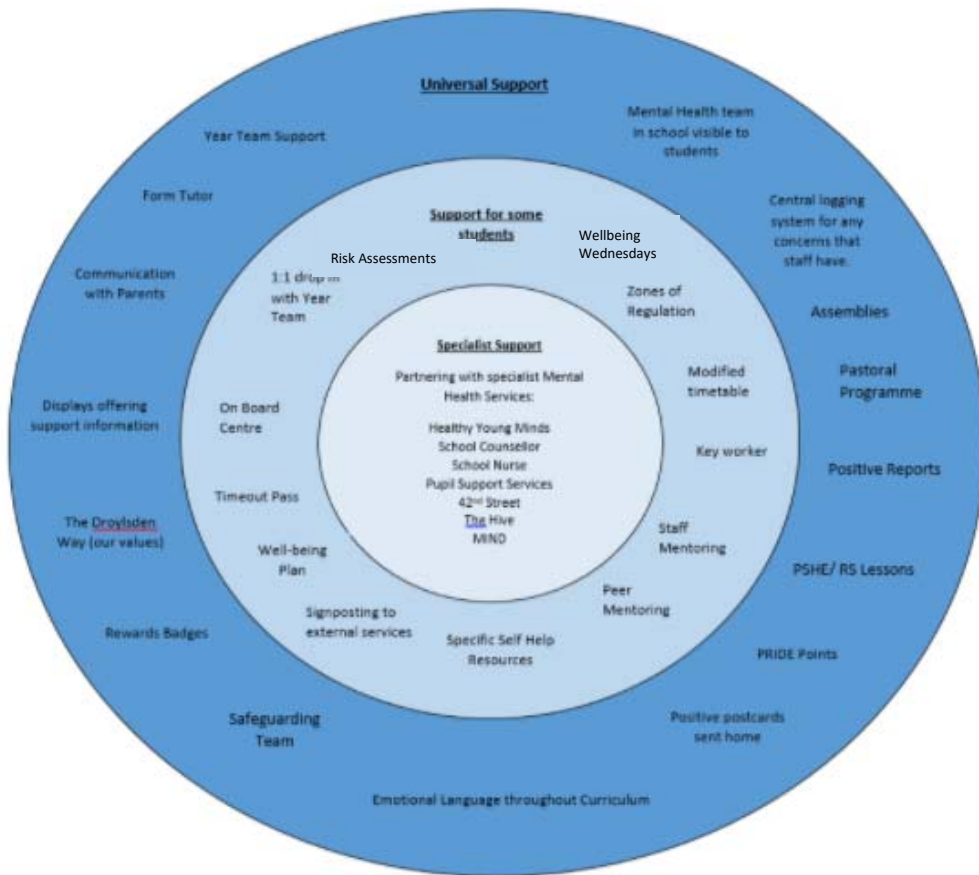 Universal Support
Year Team Support
Mental Health team
in school visible to
students
Form Tutor
Central logging
system for any
concerns that
staff have.
Communication
with Parents
Assemblies
Pastoral
Programme
Displays offering
support information
Positive Reports
The Droylsden
Way (our values)
PSHE/ RS Lessons
Rewards Badges
PRIDE Points
Safeguarding
Team
Positive postcards
sent home
Emotional Language throughout Curriculum
Support for some
students
Wellbeing
Wednesdays
Risk Assessments
1:1 drop in
with Year
Team
Zones of
Regulation
Modified
timetable
On Board
Centre
Key worker
Timeout Pass
Staff
Mentoring
Well-being
Plan
Peer
Mentoring
Signposting to
external services
Specific Self Help
Resources
Specialist Support
Partnering with specialist Mental
Health Services:
Healthy Young Minds
School Counsellor
School Nurse
Pupil Support Services
42nd Street
The Hive
MIND